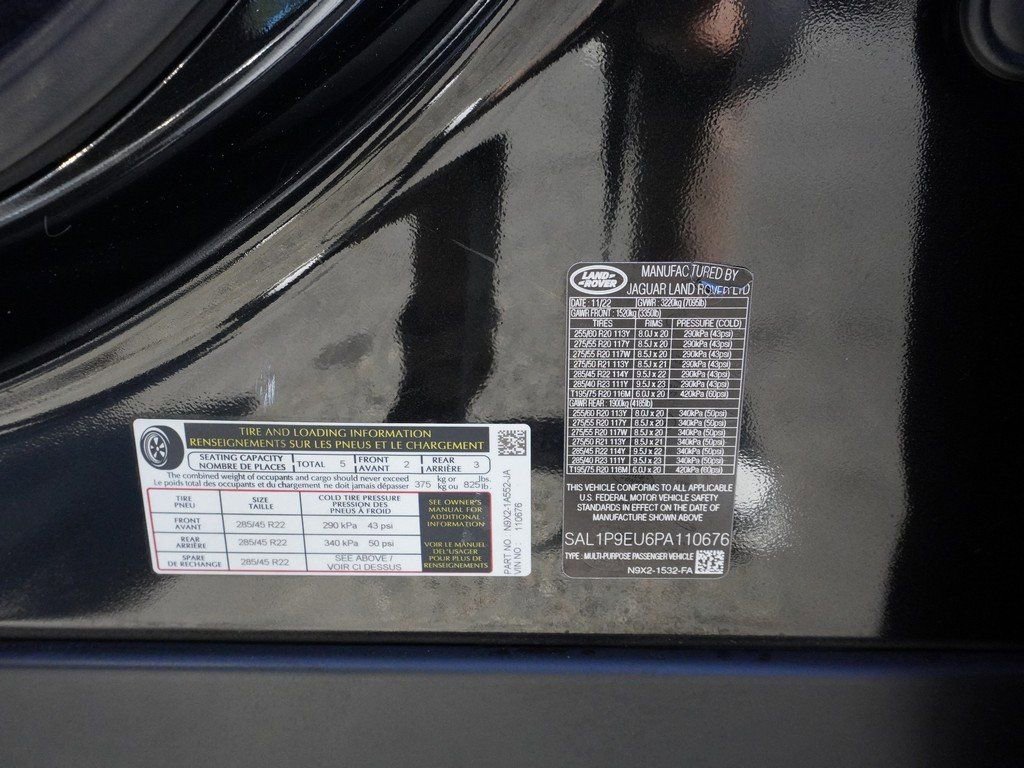 TIRE AND LOADING INFORMATION
RENSEIGNEMENTS SUR LES PNEUS ET LE CHARGEMENT
SEATING CAPACITY
NOMBRE DE PLACES
TOTAL 5
FRONT
AVANT 2
REAR
ARRIÈRE 3
The combined weight of occupants and cargo should never exceed 375 kg or 825 lbs.
Le poids total des occupants et du chargement ne doit jamais dépasser kg ou lb.
TIRE
PNEU
SIZE
TAILLE
COLD TIRE PRESSURE
PRESSION DES
PNEUS À FROID
FRONT
AVANT
285/45 R22
290 kPa 43 psi
REAR
ARRIÈRE
285/45 R22
340 kPa 50 psi
SPARE
DE RECHANGE
285/45 R22
SEE ABOVE /
VOIR CI DESSUS
SEE OWNER'S
MANUAL FOR
ADDITIONAL
INFORMATION
VOIR LE MANUEL
DE L'USAGER
POUR PLUS DE
RENSEIGNEMENTS
PART NO N9X2-1A552-JA
VIN NO : 110676
LAND ROVER
MANUFACTURED BY
JAGUAR LAND ROVER LTD
DATE : 11/22 GVWR : 3220kg (7095lb)
GAWR FRONT : 1520kg (3350lb)
TIRES RIMS PRESSURE (COLD)
255/60 R20 113Y 8.0J x 20 290kPa (43psi)
275/55 R20 117Y 8.5J x 20 290kPa (43psi)
275/55 R20 117W 8.5J x 20 290kPa (43psi)
275/50 R21 113Y 8.5J x 21 290kPa (43psi)
285/45 R22 114Y 9.5J x 22 290kPa (43psi)
285/40 R23 111Y 9.5J x 23 290kPa (43psi)
T195/75 R20 116M 6.0J x 20 420kPa (60psi)
GAWR REAR : 1900kg (4185lb)
255/60 R20 113Y 8.0J x 20 340kPa (50psi)
275/55 R20 117Y 8.5J x 20 340kPa (50psi)
275/55 R20 117W 8.5J x 20 340kPa (50psi)
275/50 R21 113Y 8.5J x 21 340kPa (50psi)
285/45 R22 114Y 9.5J x 22 340kPa (50psi)
285/40 R23 111Y 9.5J x 23 340kPa (50psi)
T195/75 R20 116M 6.0J x 20 420kPa (60psi)
THIS VEHICLE CONFORMS TO ALL APPLICABLE
U.S. FEDERAL MOTOR VEHICLE SAFETY
STANDARDS IN EFFECT ON THE DATE OF
MANUFACTURE SHOWN ABOVE
SAL1P9EU6PA110676
TYPE : MULTI-PURPOSE PASSENGER VEHICLE
N9X2-1532-FA